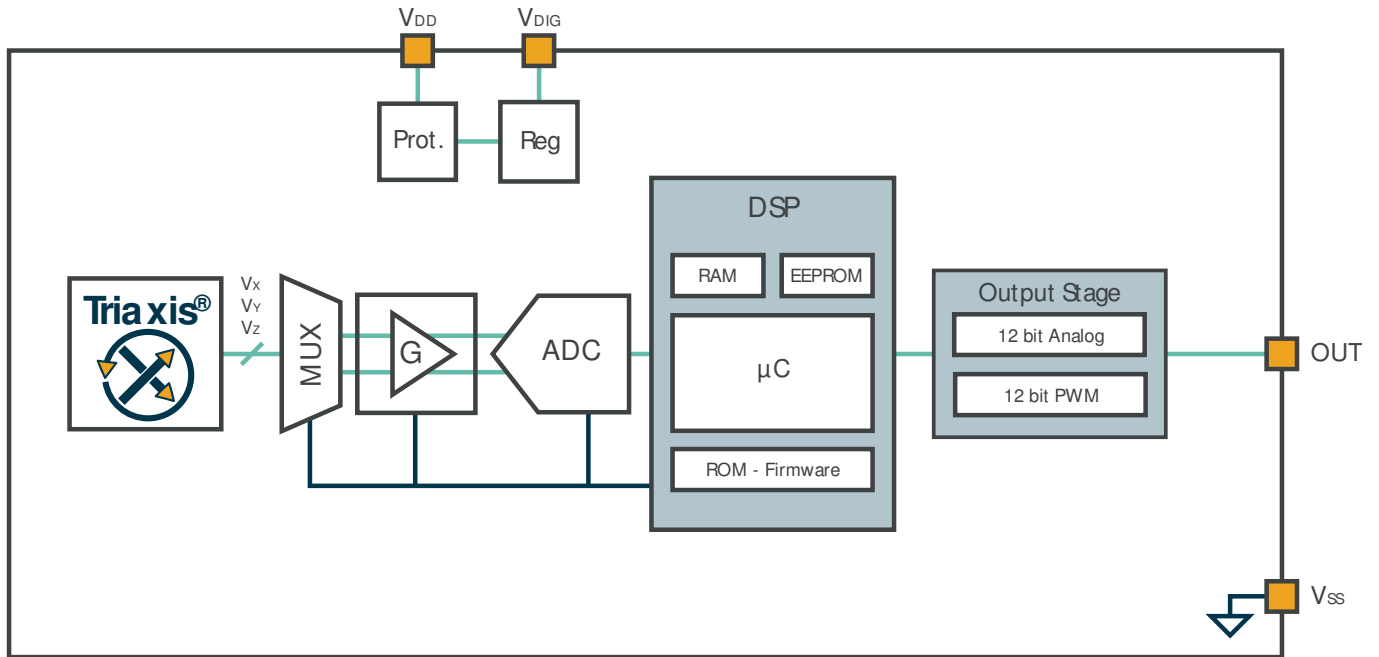 VDD
VDIG
Prot.
Reg
DSP
RAM
EEPROM
Triaxis®
VX
VY
VZ
MUX
G
ADC
µC
Output Stage
12 bit Analog
12 bit PWM
OUT
ROM - Firmware
VSS